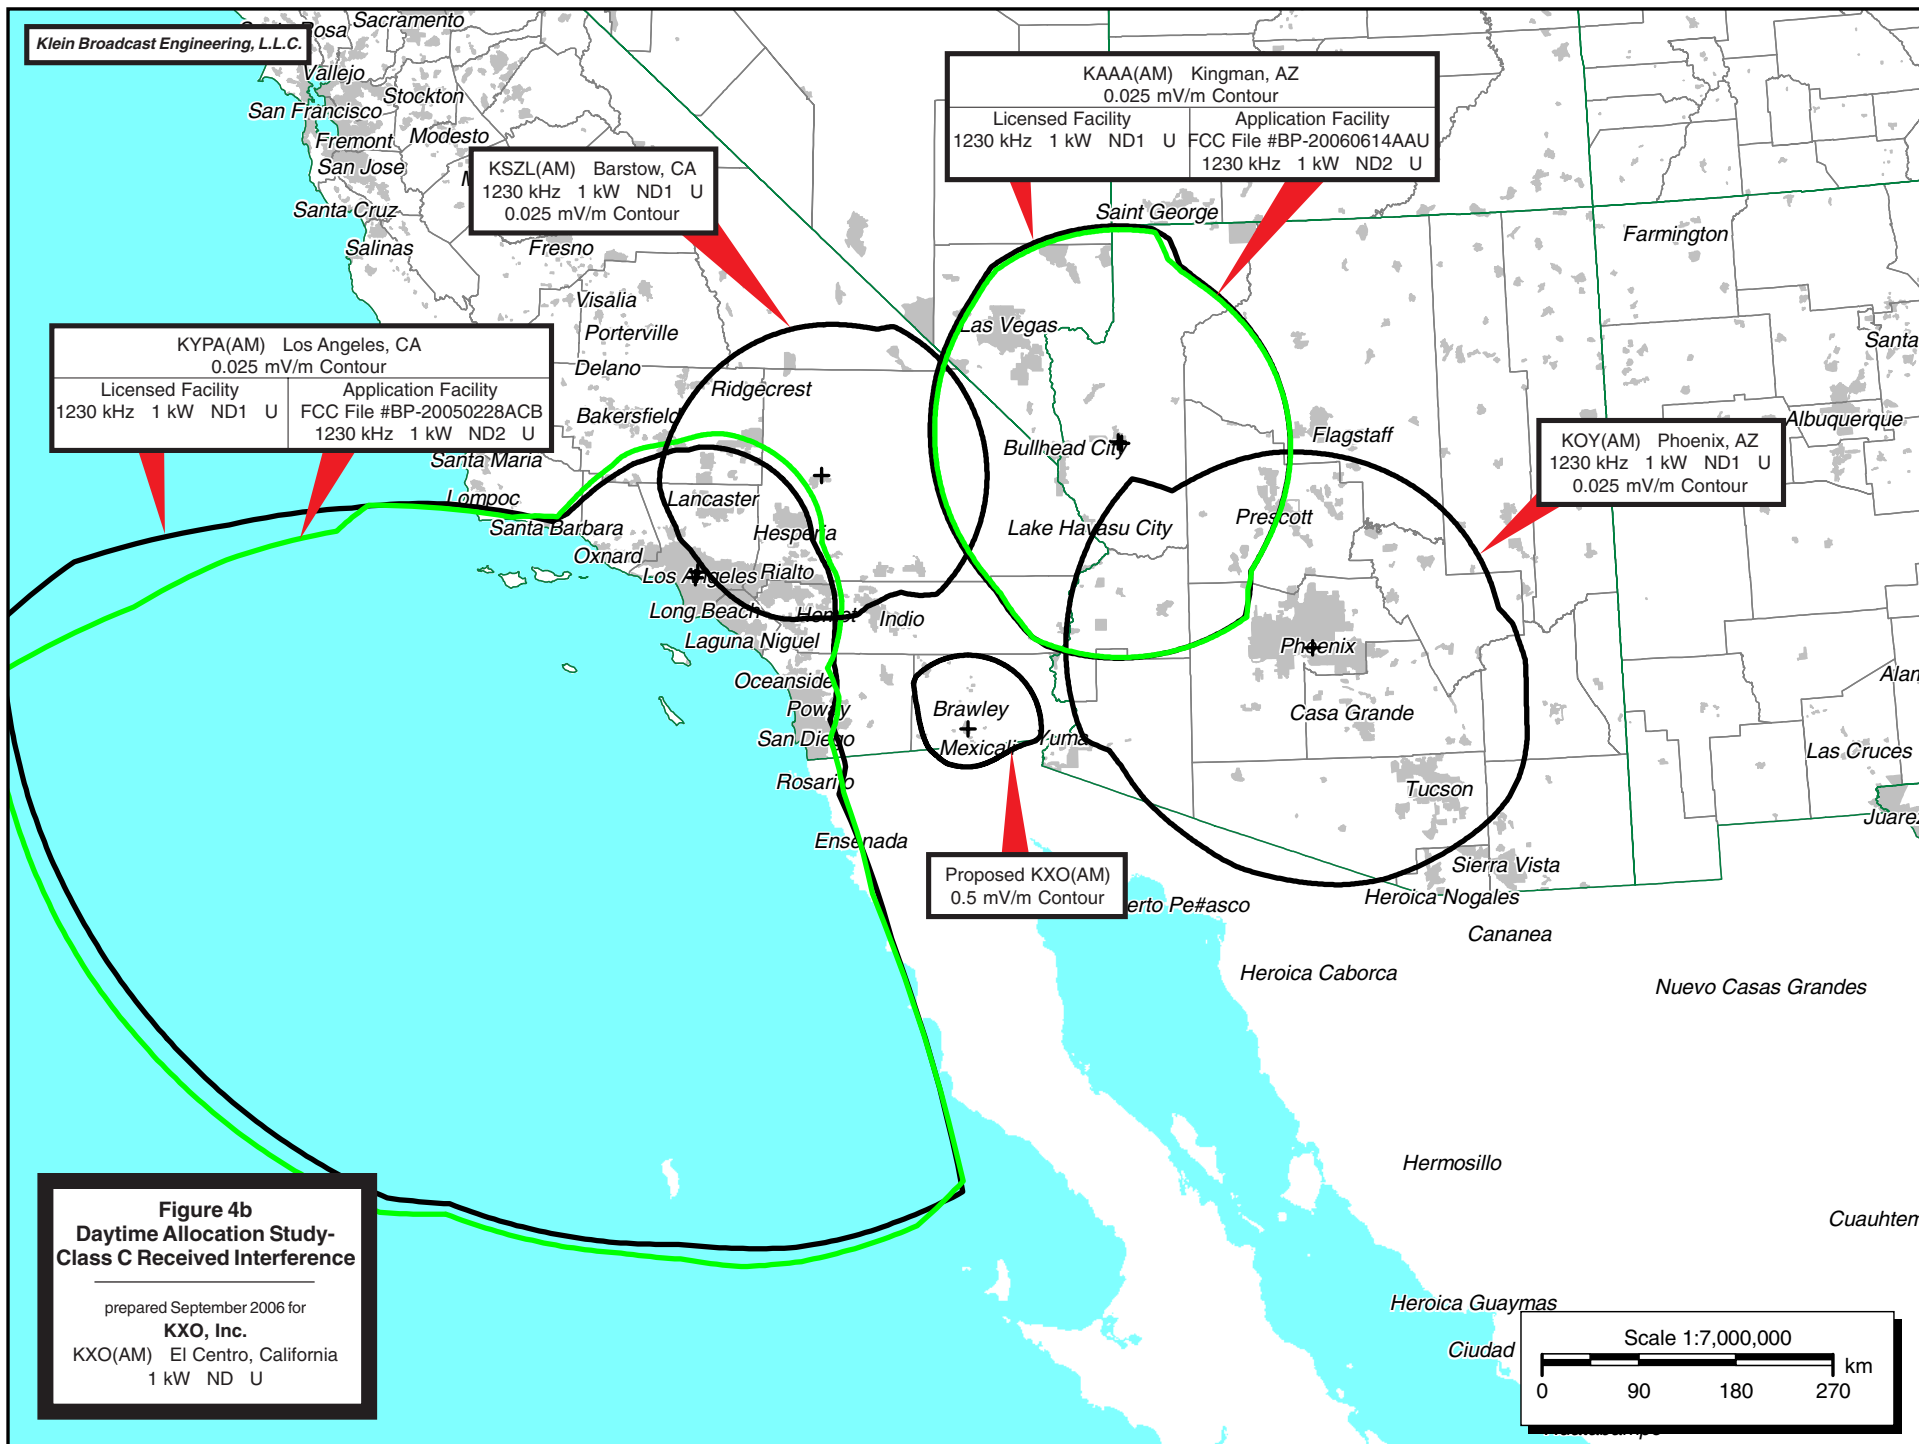 Klein Broadcast Engineering, L.L.C.
Sacramento
Vallejo
Stockton
San Francisco
Modesto
Fremont
San Jose
Santa Cruz
Salinas
Fresno
Visalia
Porterville
Delano
Ridgecrest
Bakersfield
Santa Maria
Lompoc
Lancaster
Santa Barbara
Hesperia
Oxnard
Los Angeles
Rialto
Long Beach
Hemet
Indio
Laguna Niguel
Oceanside
Poway
San Diego
Brawley
Mexicali
Yuma
Rosarito
Ensenada
Saint George
Las Vegas
Bullhead City
Flagstaff
Lake Havasu City
Prescott
Phoenix
Casa Grande
Tucson
Sierra Vista
Heroica Nogales
Cananea
Farmington
Santa
Albuquerque
Alam
Las Cruces
Juarez
erto Pe#asco
Heroica Caborca
Nuevo Casas Grandes
Hermosillo
Cuauhtem
Heroica Guaymas
Ciudad
KSZL(AM) Barstow, CA
1230 kHz 1 kW ND1 U
0.025 mV/m Contour
KAAA(AM) Kingman, AZ
0.025 mV/m Contour
Licensed Facility
1230 kHz 1 kW ND1 U
Application Facility
FCC File #BP-20060614AAU
1230 kHz 1 kW ND2 U
KYPA(AM) Los Angeles, CA
0.025 mV/m Contour
Licensed Facility
1230 kHz 1 kW ND1 U
Application Facility
FCC File #BP-20050228ACB
1230 kHz 1 kW ND2 U
KOY(AM) Phoenix, AZ
1230 kHz 1 kW ND1 U
0.025 mV/m Contour
Proposed KXO(AM)
0.5 mV/m Contour
Figure 4b
Daytime Allocation Study-
Class C Received Interference
prepared September 2006 for
KXO, Inc.
KXO(AM) El Centro, California
1 kW ND U
Scale 1:7,000,000
km
0 90 180 270